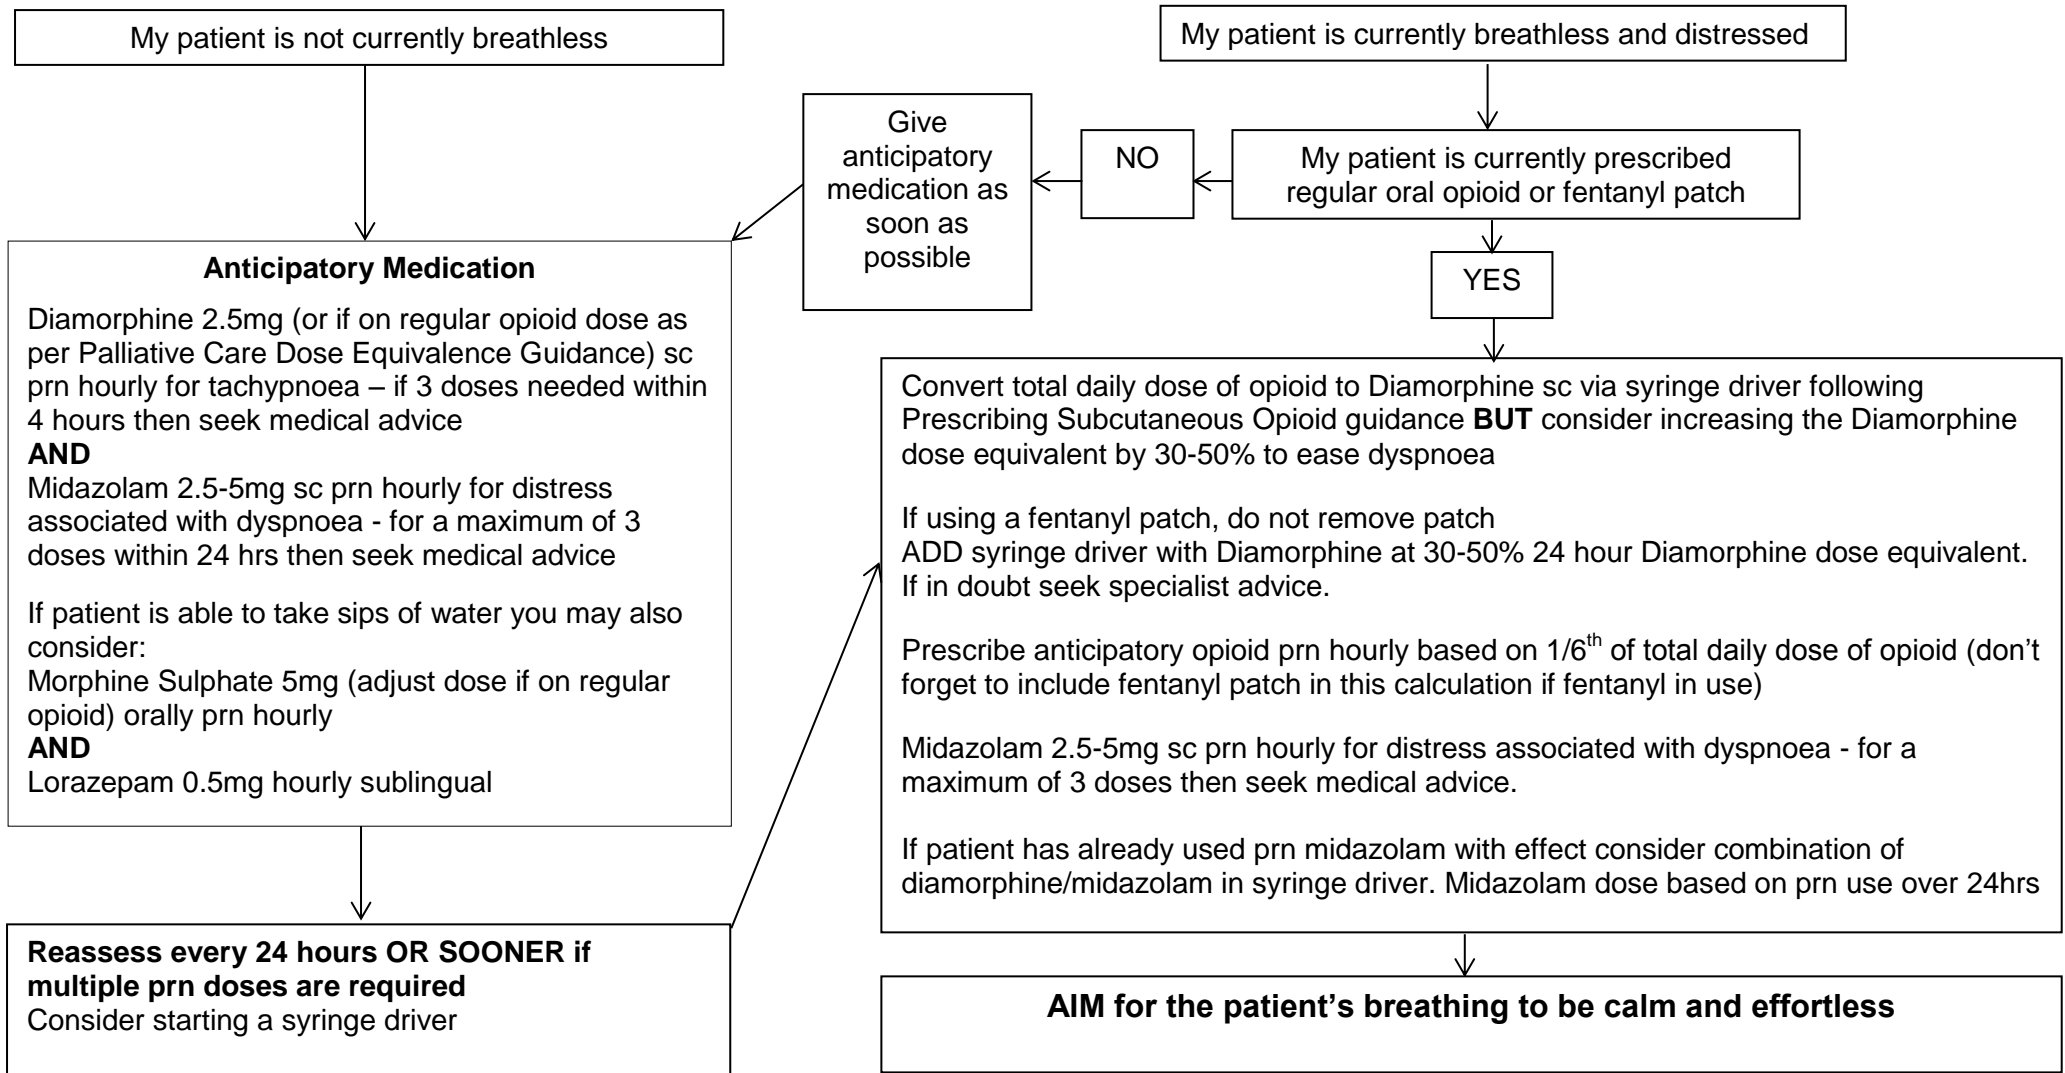 My patient is not currently breathless
My patient is currently breathless and distressed
Give
anticipatory
medication as
soon as
possible
NO
My patient is currently prescribed
regular oral opioid or fentanyl patch
YES
Anticipatory Medication
Diamorphine 2.5mg (or if on regular opioid dose as
per Palliative Care Dose Equivalence Guidance) sc
prn hourly for tachypnoea – if 3 doses needed within
4 hours then seek medical advice
AND
Midazolam 2.5-5mg sc prn hourly for distress
associated with dyspnoea - for a maximum of 3
doses within 24 hrs then seek medical advice
If patient is able to take sips of water you may also
consider:
Morphine Sulphate 5mg (adjust dose if on regular
opioid) orally prn hourly
AND
Lorazepam 0.5mg hourly sublingual
Reassess every 24 hours OR SOONER if
multiple prn doses are required
Consider starting a syringe driver
Convert total daily dose of opioid to Diamorphine sc via syringe driver following
Prescribing Subcutaneous Opioid guidance BUT consider increasing the Diamorphine
dose equivalent by 30-50% to ease dyspnoea
If using a fentanyl patch, do not remove patch
ADD syringe driver with Diamorphine at 30-50% 24 hour Diamorphine dose equivalent.
If in doubt seek specialist advice.
Prescribe anticipatory opioid prn hourly based on 1/6th of total daily dose of opioid (don’t
forget to include fentanyl patch in this calculation if fentanyl in use)
Midazolam 2.5-5mg sc prn hourly for distress associated with dyspnoea - for a
maximum of 3 doses then seek medical advice.
If patient has already used prn midazolam with effect consider combination of
diamorphine/midazolam in syringe driver. Midazolam dose based on prn use over 24hrs
AIM for the patient’s breathing to be calm and effortless